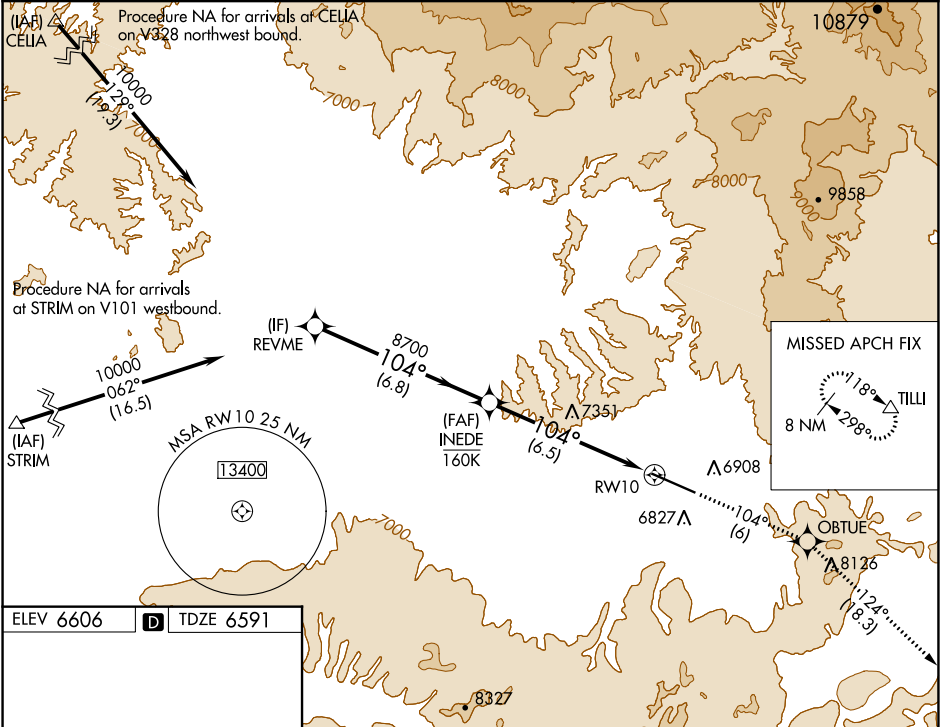 (IAF)
CELIA
Procedure NA for arrivals at CELIA
on V328 northwest bound.
10879
10000
129°
(19.3)
7000
7000
8000
8000
9000
9858
Procedure NA for arrivals
at STRIM on V101 westbound.
(IF)
REVME
8700
104°
(6.8)
10000
062°
(16.5)
(IAF)
STRIM
MSA RW10 25 NM
13400
(FAF)
INEDE
160K
7351
104°
(6.5)
RW10
6908
6827
104°
(6)
OBTUE
8126
124°
(18.3)
MISSED APCH FIX
118°
TILLI
8 NM
298°
7000
ELEV 6606
D
TDZE 6591
8327